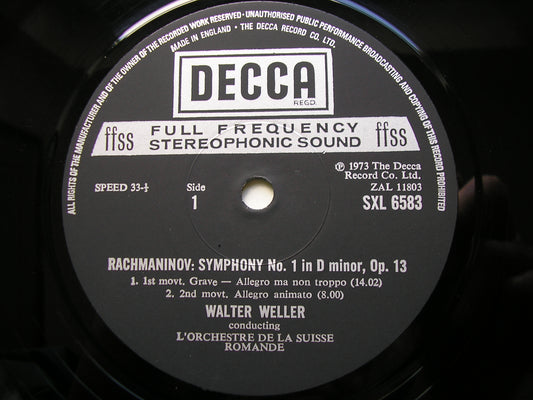 ALL RIGHTS OF THE MANUFACTURER AND OF THE OWNER OF THE RECORDED WORK RESERVED · UNAUTHORISED PUBLIC PERFORMANCE BROADCASTING AND COPYING OF THIS RECORD PROHIBITED
MADE IN ENGLAND · THE DECCA RECORD CO. LTD.
DECCA
REGD.
ffss FULL FREQUENCY STEREOPHONIC SOUND ffss
℗ 1973 The Decca
Record Co. Ltd.
SPEED 33-⅓ Side ZAL 11803
1 SXL 6583
RACHMANINOV: SYMPHONY No. 1 in D minor, Op. 13
1. 1st movt. Grave — Allegro ma non troppo (14.02)
2. 2nd movt. Allegro animato (8.00)
WALTER WELLER
conducting
L'ORCHESTRE DE LA SUISSE
ROMANDE